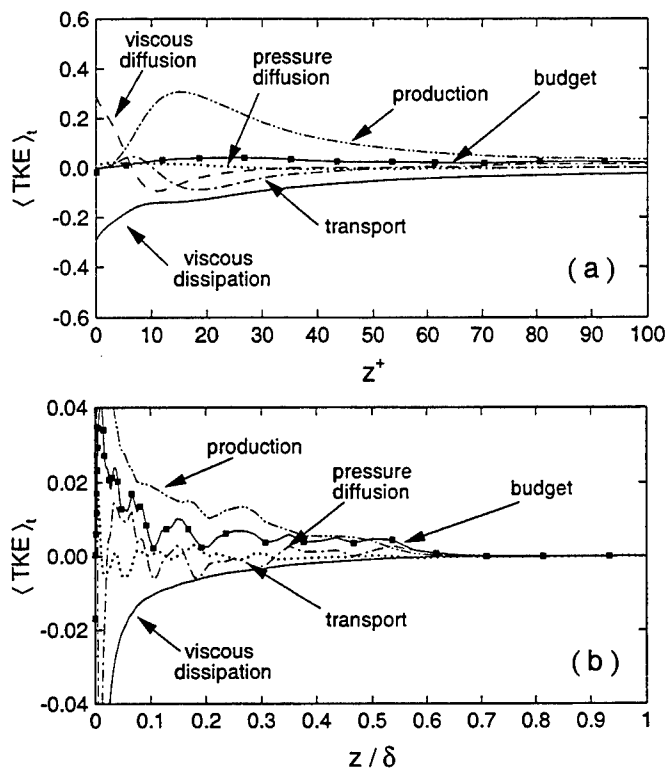 0.6
0.4
0.2
0.0
-0.2
-0.4
-0.6
⟨ TKE ⟩t
viscous
diffusion
pressure
diffusion
budget
production
transport
viscous
dissipation
(a)
0 10 20 30 40 50 60 70 80 90 100
z+
0.04
0.02
0.00
-0.02
-0.04
⟨ TKE ⟩t
production
pressure
diffusion
budget
transport
viscous
dissipation
(b)
0 0.1 0.2 0.3 0.4 0.5 0.6 0.7 0.8 0.9 1
z / δ